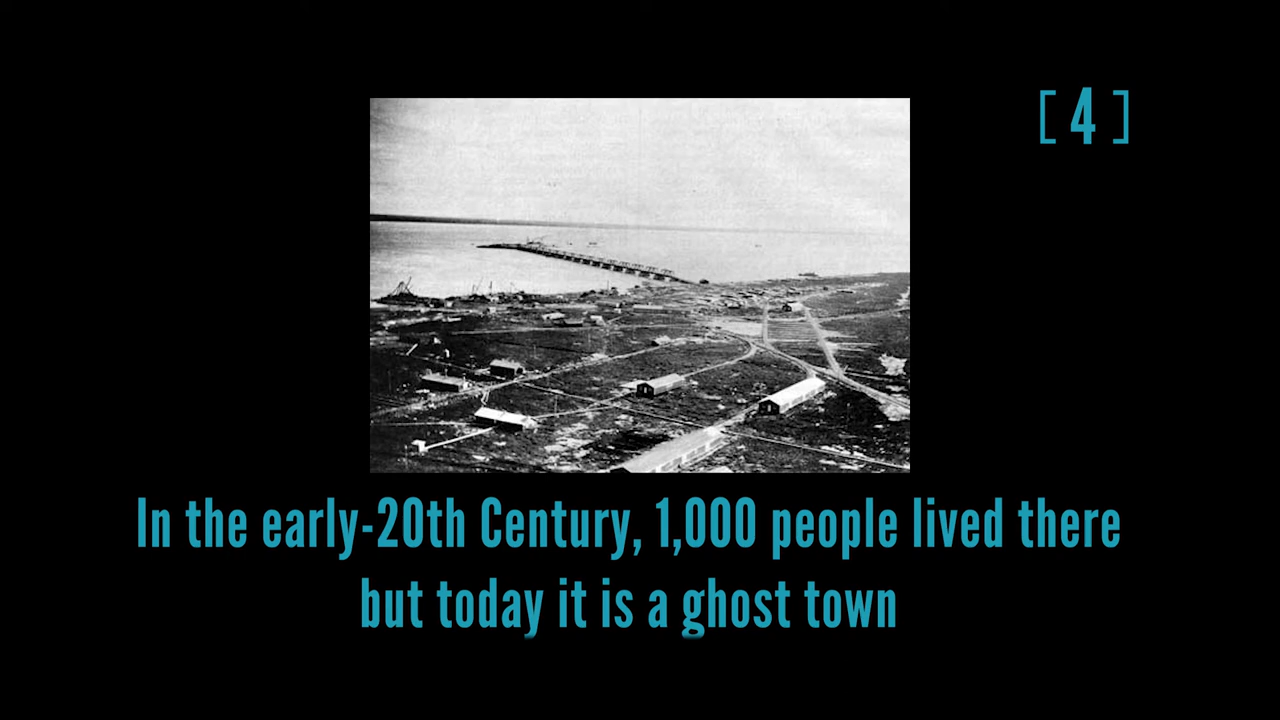 [ 4 ]
In the early-20th Century, 1,000 people lived there
but today it is a ghost town